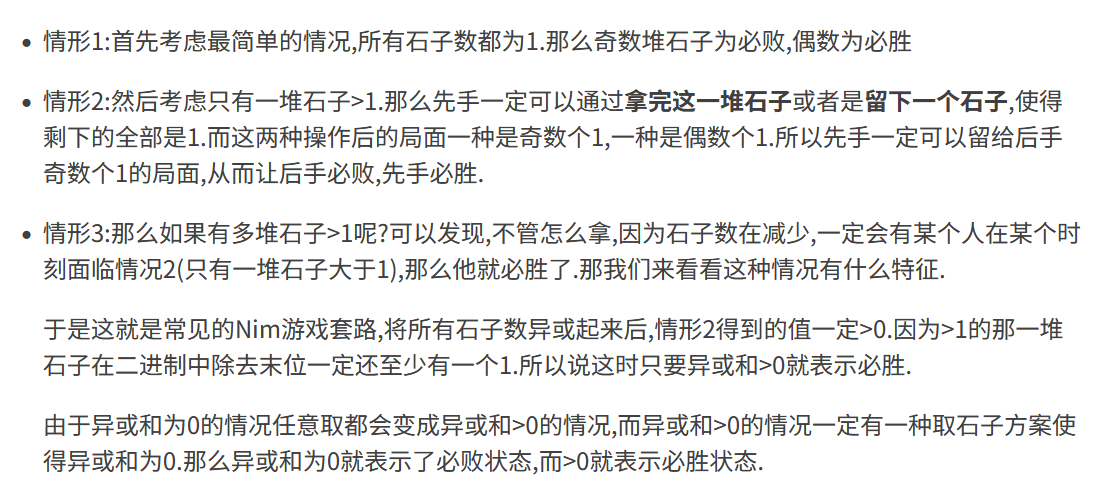 情形1:首先考虑最简单的情况,所有石子数都为1.那么奇数堆石子为必败,偶数为必胜
情形2:然后考虑只有一堆石子>1.那么先手一定可以通过拿完这一堆石子或者是留下一个石子,使得
剩下的全部是1.而这两种操作后的局面一种是奇数个1,一种是偶数个1.所以先手一定可以留给后手
奇数个1的局面,从而让后手必败,先手必胜.
情形3:那么如果有多堆石子>1呢?可以发现,不管怎么拿,因为石子数在减少,一定会有某个人在某个时
刻面临情况2(只有一堆石子大于1),那么他就必胜了.那我们来看看这种情况有什么特征.
于是这就是常见的Nim游戏套路,将所有石子数异或起来后,情形2得到的值一定>0.因为>1的那一堆
石子在二进制中除去末位一定还至少有一个1.所以说这时只要异或和>0就表示必胜.
由于异或和为0的情况任意取都会变成异或和>0的情况,而异或和>0的情况一定有一种取石子方案使
得异或和为0.那么异或和为0就表示了必败状态,而>0就表示必胜状态.